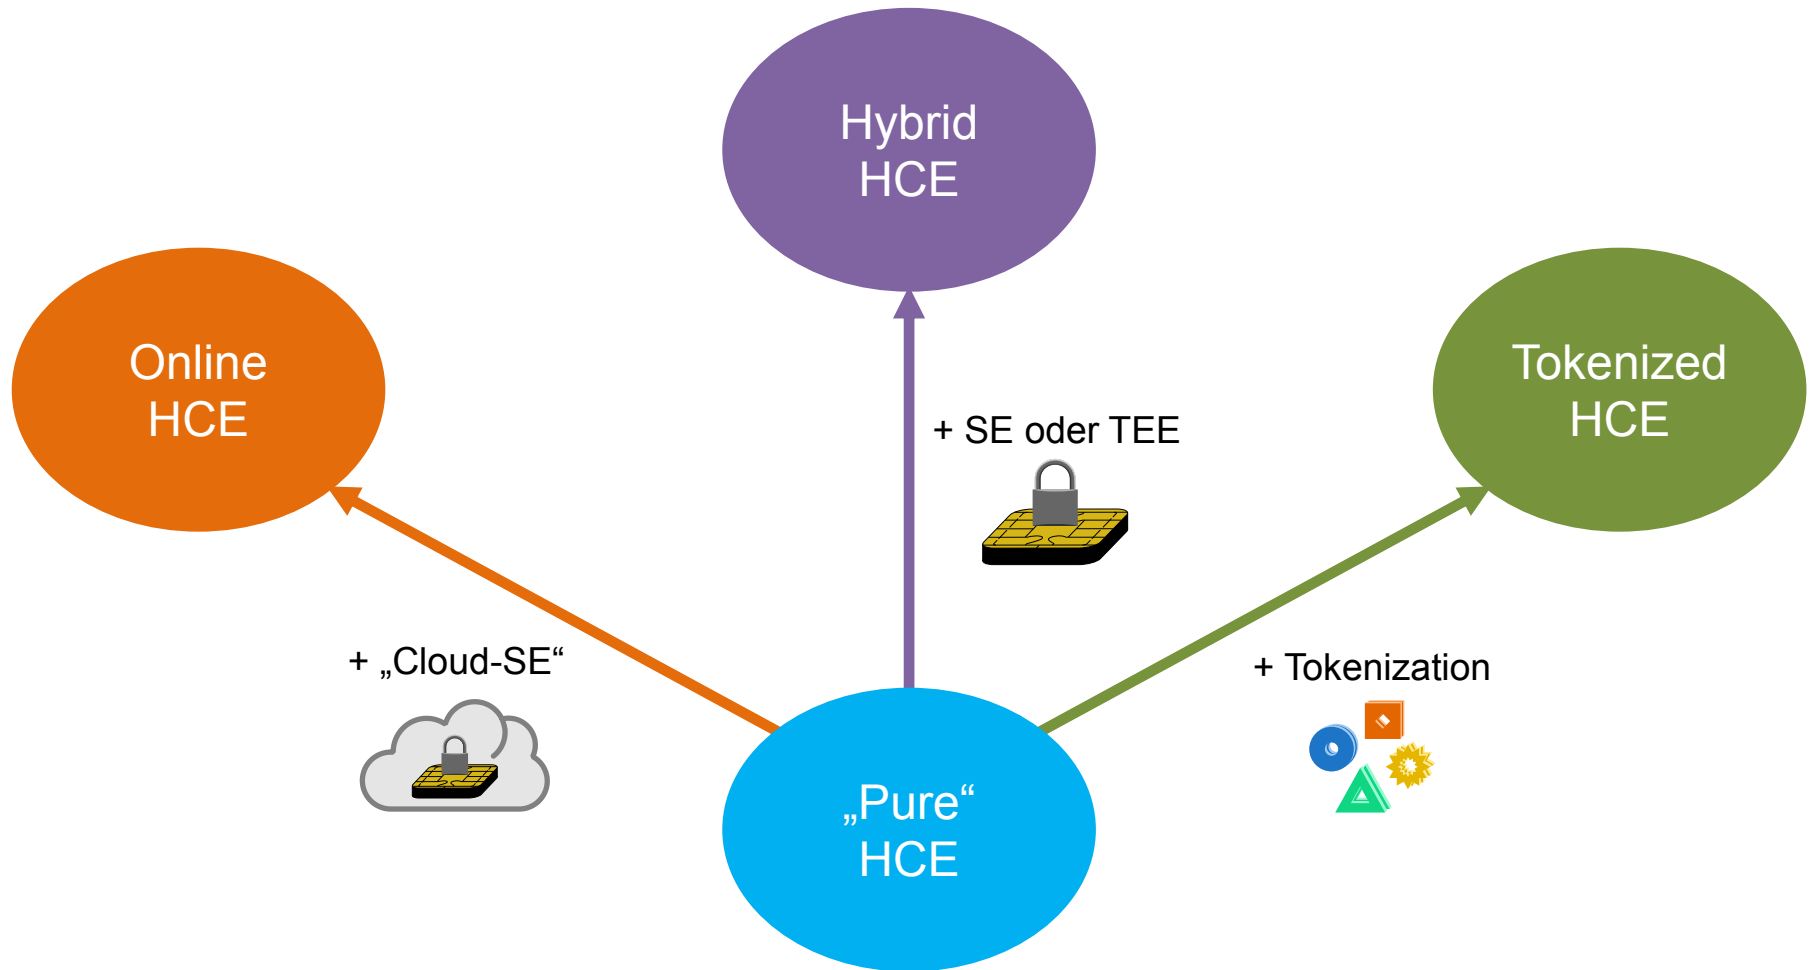 Hybrid
HCE
Online
HCE
Tokenized
HCE
+ SE oder TEE
+ „Cloud-SE“
+ Tokenization
„Pure“
HCE